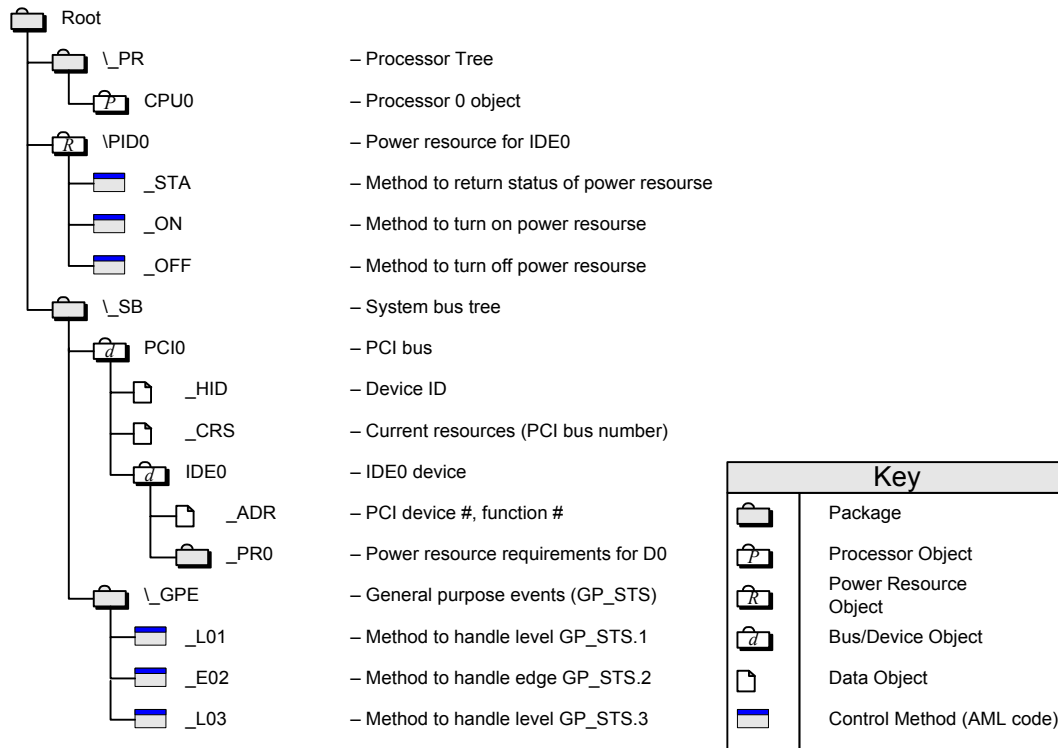 Root
\_PR – Processor Tree
P CPU0 – Processor 0 object
R \PID0 – Power resource for IDE0
_STA – Method to return status of power resourse
_ON – Method to turn on power resourse
_OFF – Method to turn off power resourse
\_SB – System bus tree
d PCI0 – PCI bus
_HID – Device ID
_CRS – Current resources (PCI bus number)
d IDE0 – IDE0 device
_ADR – PCI device #, function #
_PR0 – Power resource requirements for D0
\_GPE – General purpose events (GP_STS)
_L01 – Method to handle level GP_STS.1
_E02 – Method to handle edge GP_STS.2
_L03 – Method to handle level GP_STS.3
Key
Package
P Processor Object
R Power Resource
Object
d Bus/Device Object
Data Object
Control Method (AML code)